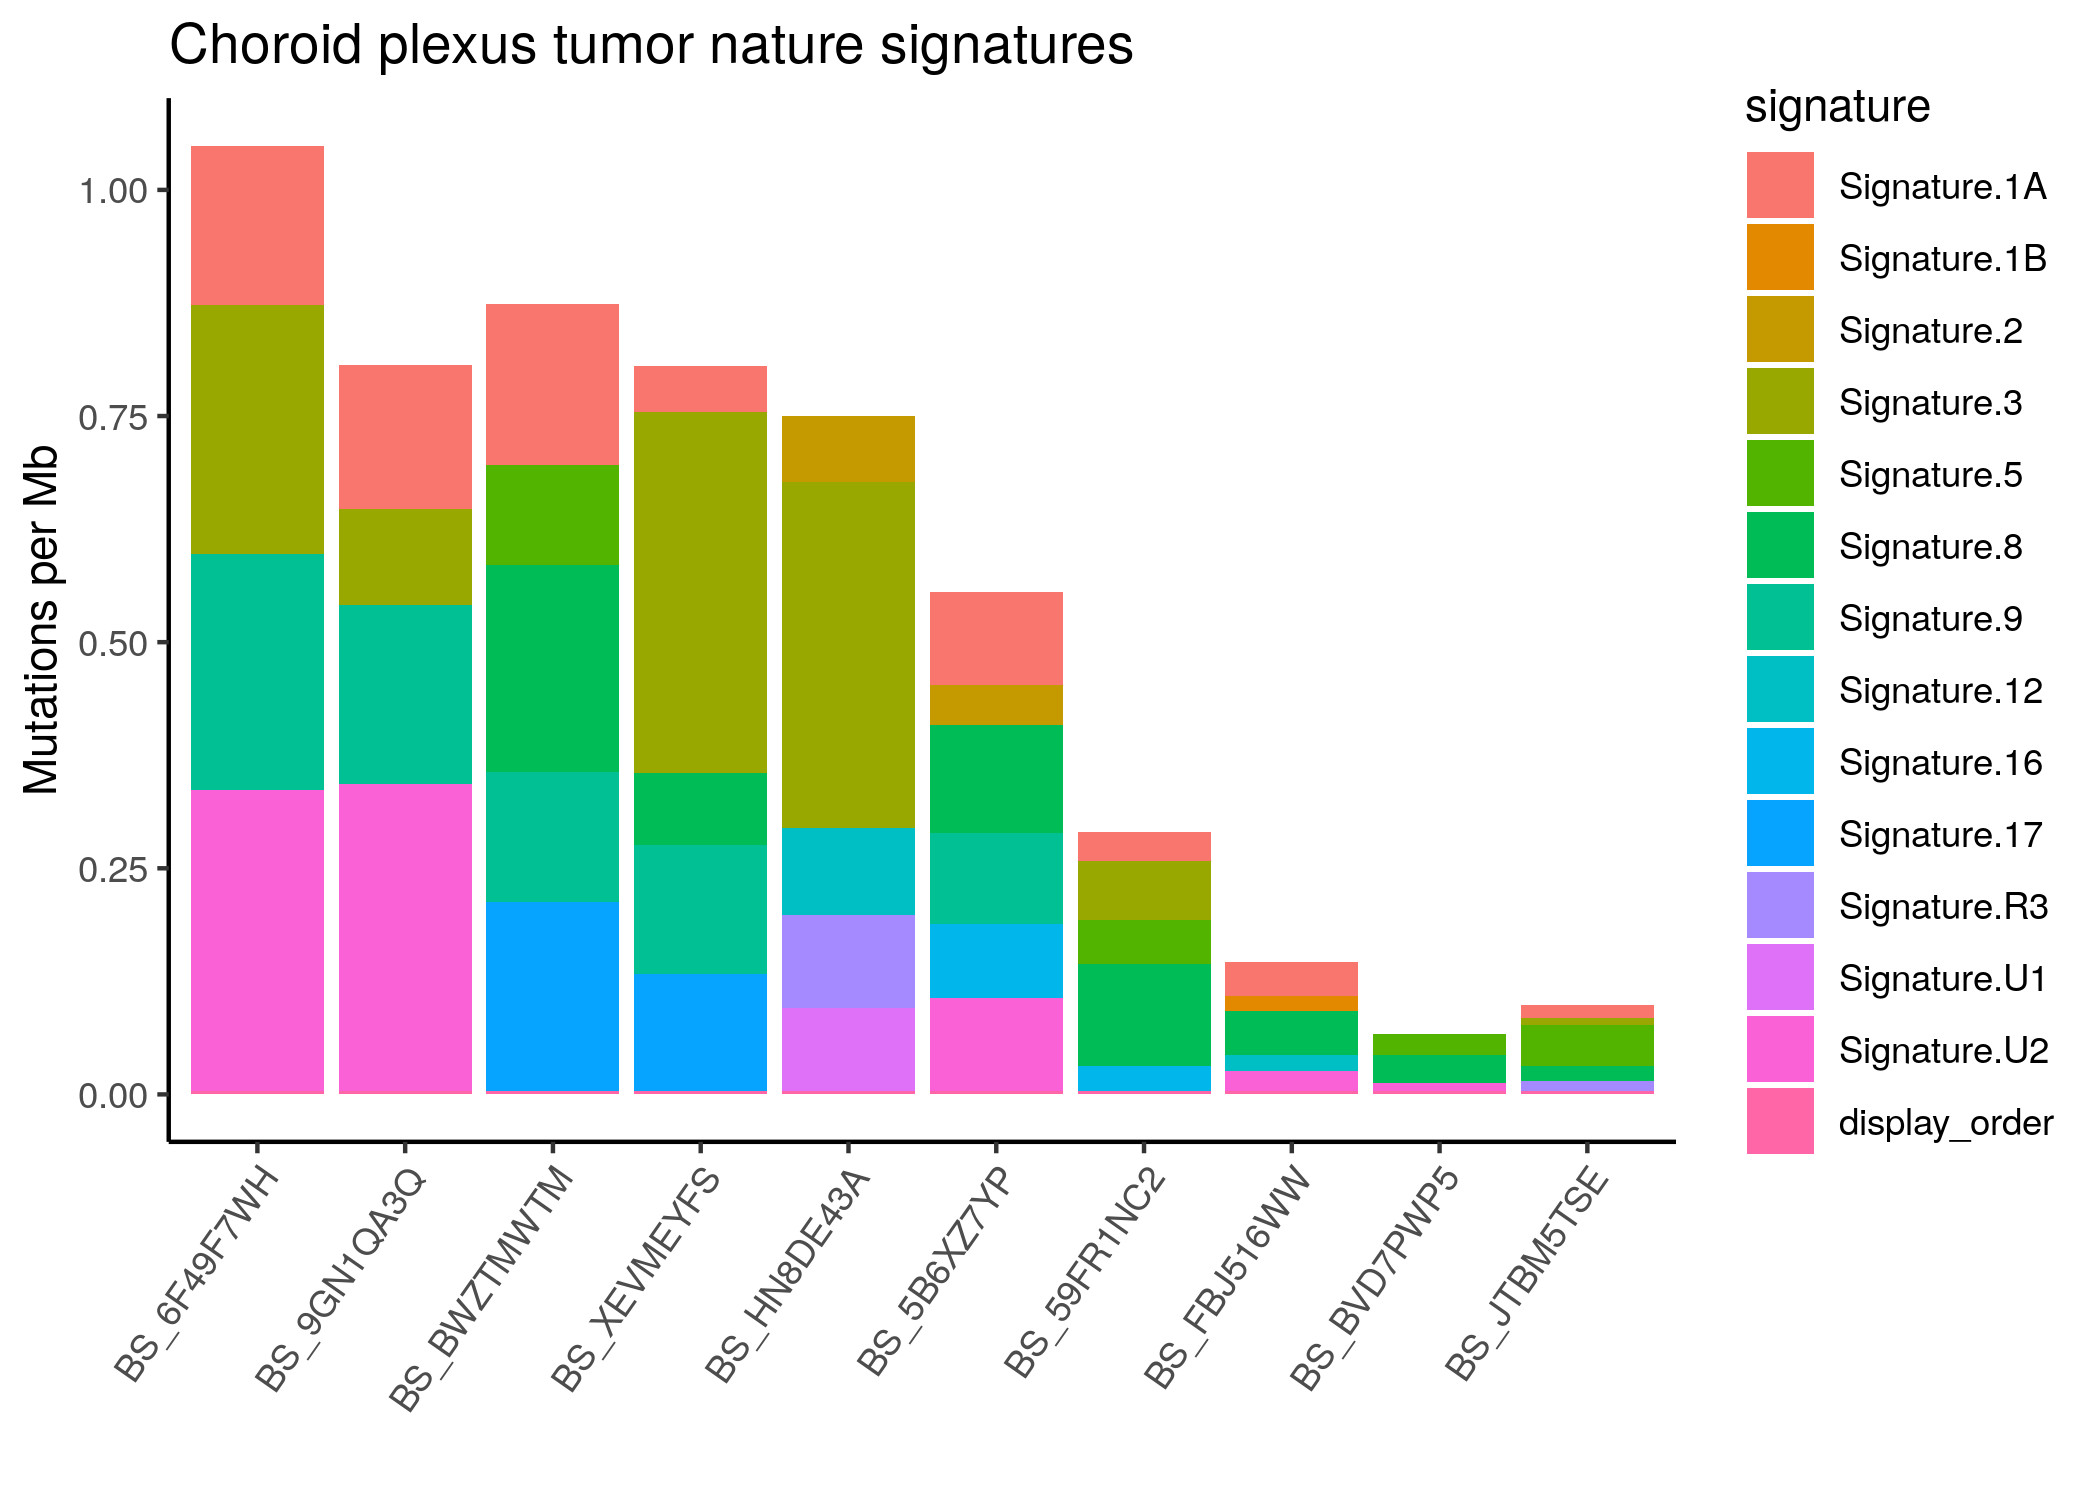 Choroid plexus tumor nature signatures
Mutations per Mb
1.00
0.75
0.50
0.25
0.00
BS_6F49F7WH
BS_9GN1QA3Q
BS_BWZTMWTM
BS_XEVMEYFS
BS_HN8DE43A
BS_5B6XZ7YP
BS_59FR1NC2
BS_FBJ516WW
BS_BVD7PWP5
BS_JTBM5TSE
signature
Signature.1A
Signature.1B
Signature.2
Signature.3
Signature.5
Signature.8
Signature.9
Signature.12
Signature.16
Signature.17
Signature.R3
Signature.U1
Signature.U2
display_order